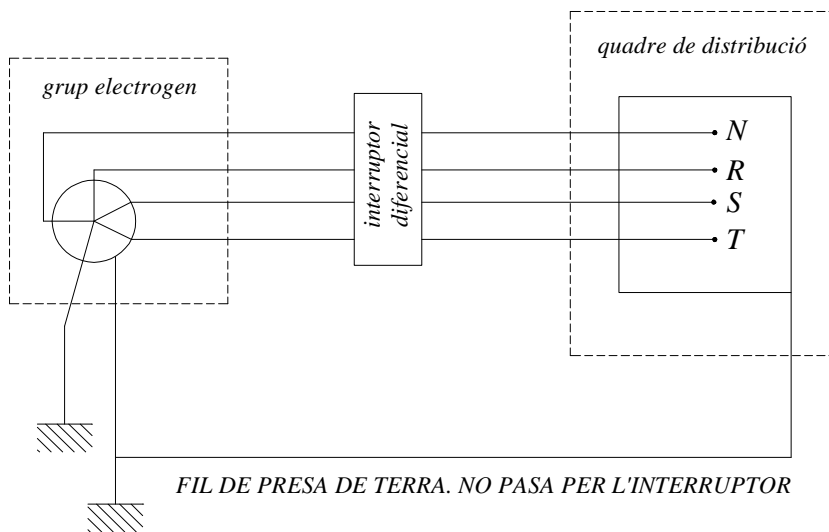 quadre de distribució
grup electrogen
interruptor
diferencial
N
R
S
T
FIL DE PRESA DE TERRA. NO PASA PER L'INTERRUPTOR